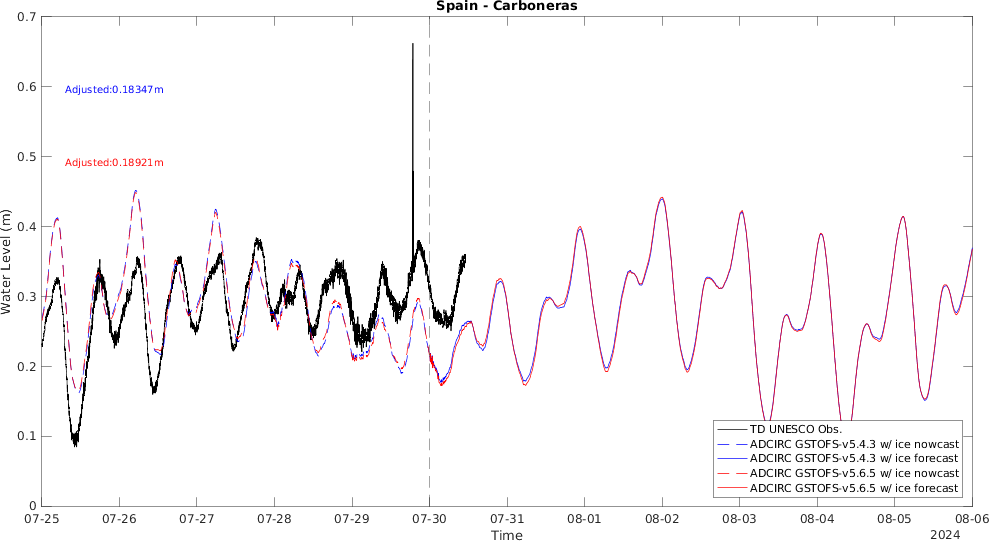 Spain - Carboneras
0.7
0.6
0.5
0.4
0.3
0.2
0.1
0
Water Level (m)
Adjusted:0.18347m
Adjusted:0.18921m
TD UNESCO Obs.
ADCIRC GSTOFS-v5.4.3 w/ ice nowcast
ADCIRC GSTOFS-v5.4.3 w/ ice forecast
ADCIRC GSTOFS-v5.6.5 w/ ice nowcast
ADCIRC GSTOFS-v5.6.5 w/ ice forecast
07-25 07-26 07-27 07-28 07-29 07-30 07-31 08-01 08-02 08-03 08-04 08-05 08-06
Time
2024